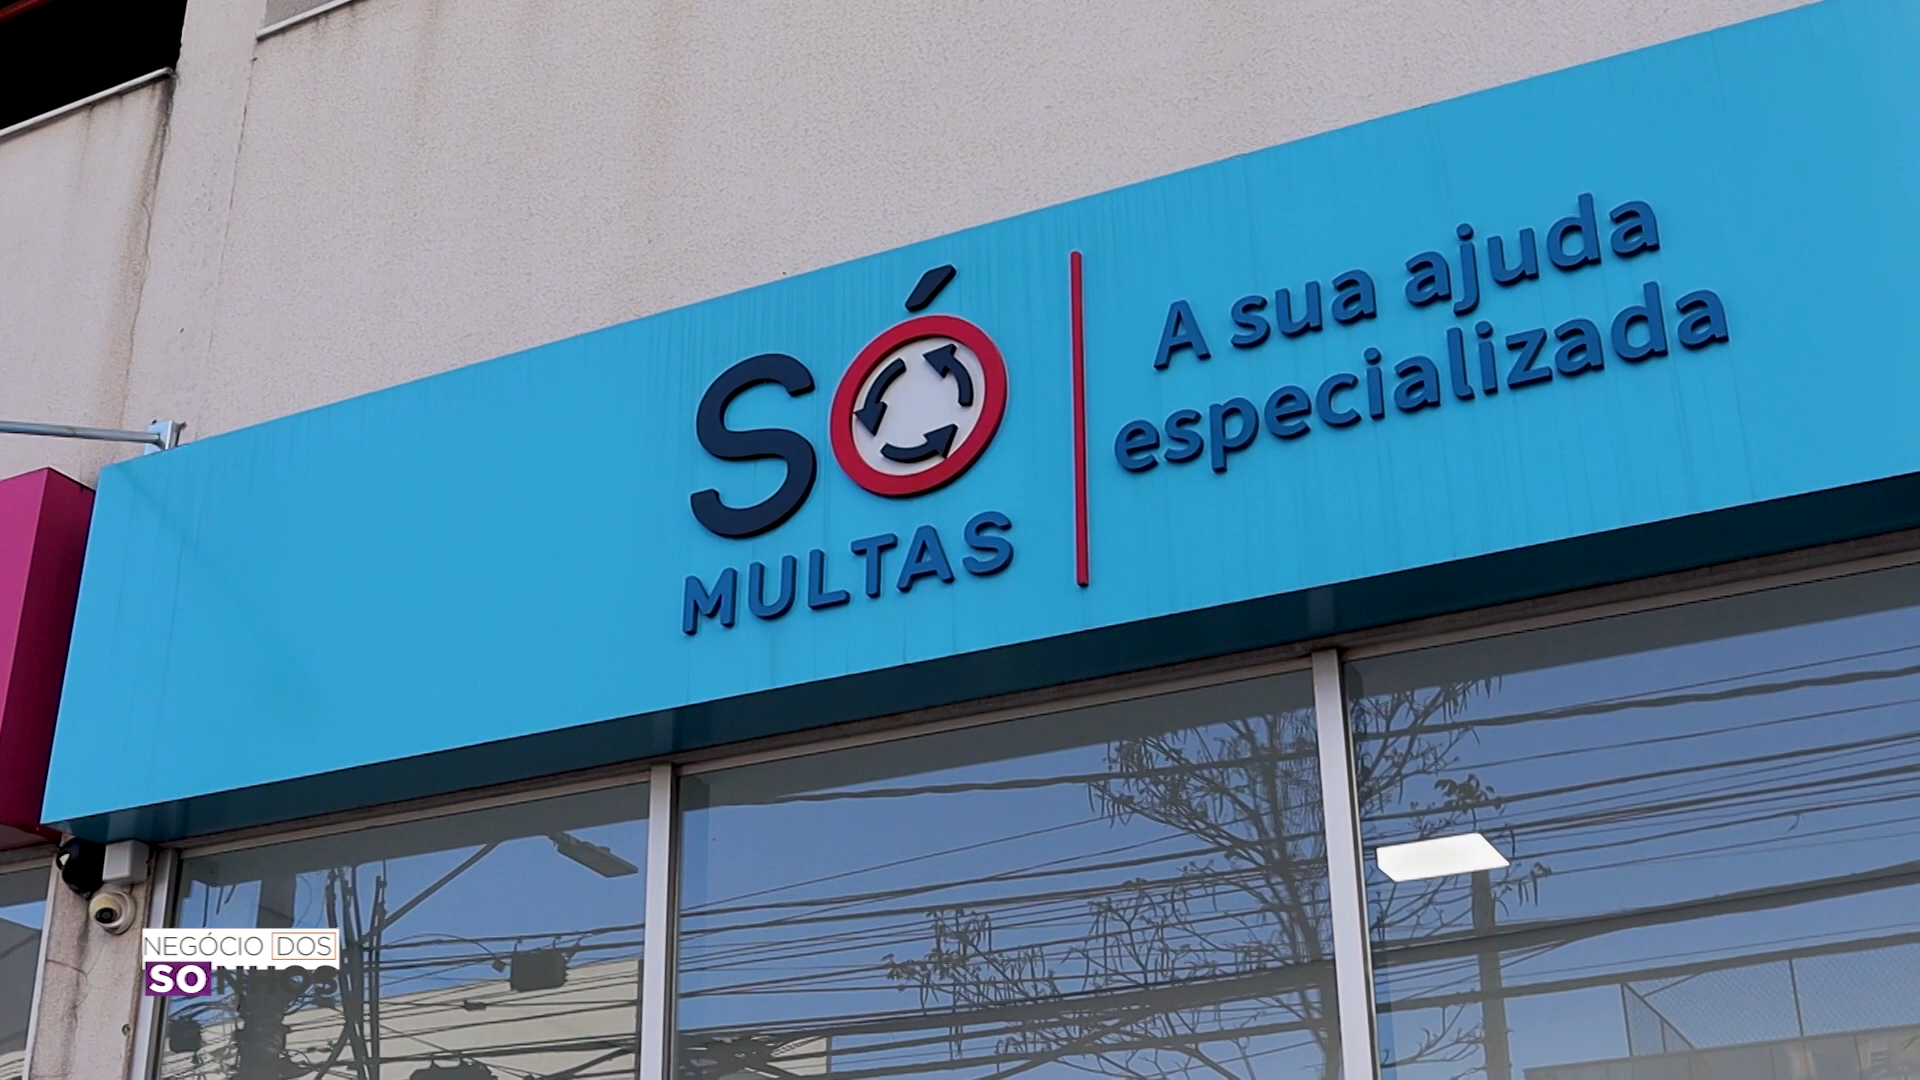 SÓ
MULTAS
A sua ajuda
especializada
NEGÓCIO DOS
SONHOS